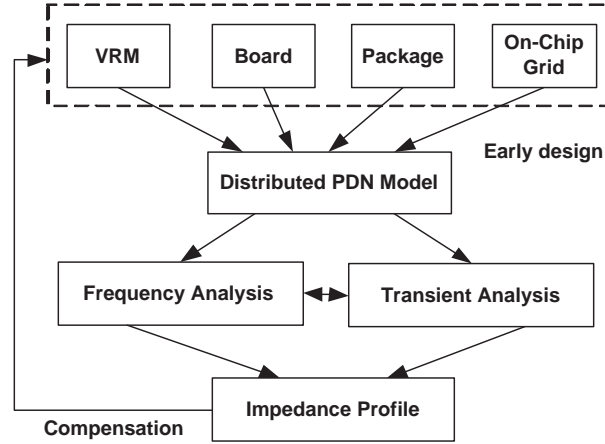 VRM
Board
Package
On-Chip
Grid
Early design
Distributed PDN Model
Frequency Analysis
Transient Analysis
Impedance Profile
Compensation